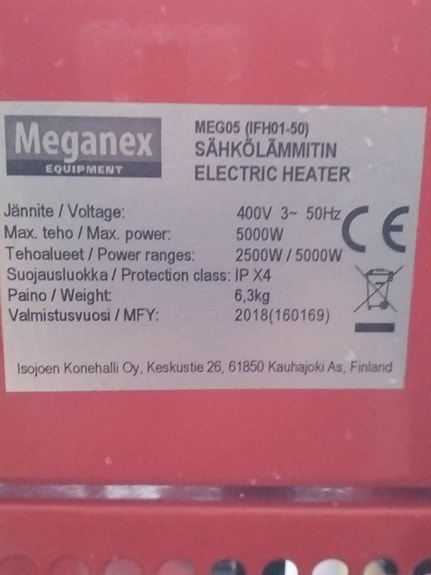 Meganex
EQUIPMENT
MEG05 (IFH01-50)
SÄHKÖLÄMMITIN
ELECTRIC HEATER
Jännite / Voltage: 400V 3~ 50Hz
Max. teho / Max. power: 5000W
Tehoalueet / Power ranges: 2500W / 5000W
Suojausluokka / Protection class: IP X4
Paino / Weight: 6,3kg
Valmistusvuosi / MFY: 2018(160169)
CE
Isojoen Konehalli Oy, Keskustie 26, 61850 Kauhajoki As, Finland